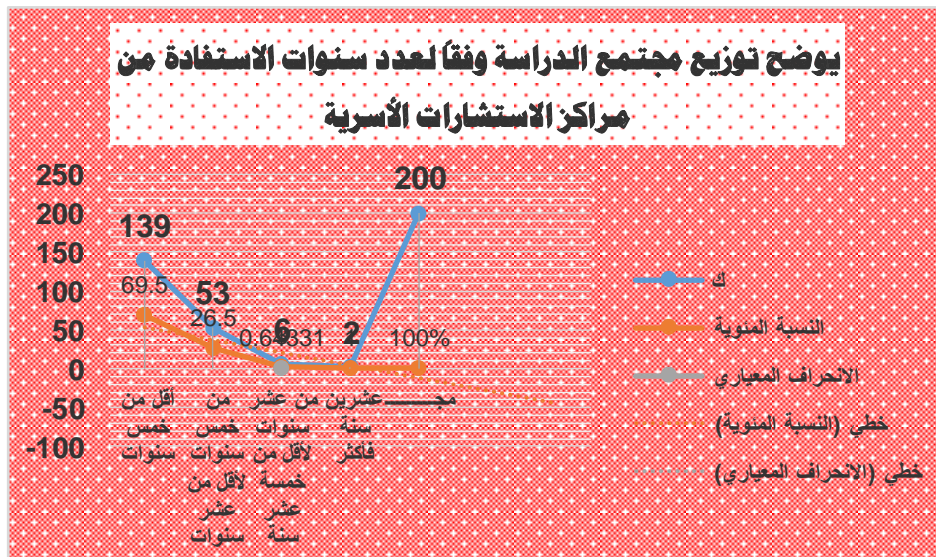 يوضح توزيع مجتمع الدراسة وفقاً لعدد سنوات الاستفادة من
مراكز الاستشارات الأسرية
250
200
150
100
50
0
-50
-100
139
53
6
2
200
69.5
26.5
0.64331
100%
أقل من
خمس
سنوات
من
خمس
سنوات
لأقل من
عشر
سنوات
من عشر
سنوات
لأقل من
خمسة
عشر
سنة
عشرين
سنة
فأكثر
مجـــــــــ
ك
النسبة المئوية
الانحراف المعياري
خطي (النسبة المئوية)
خطي (الانحراف المعياري)